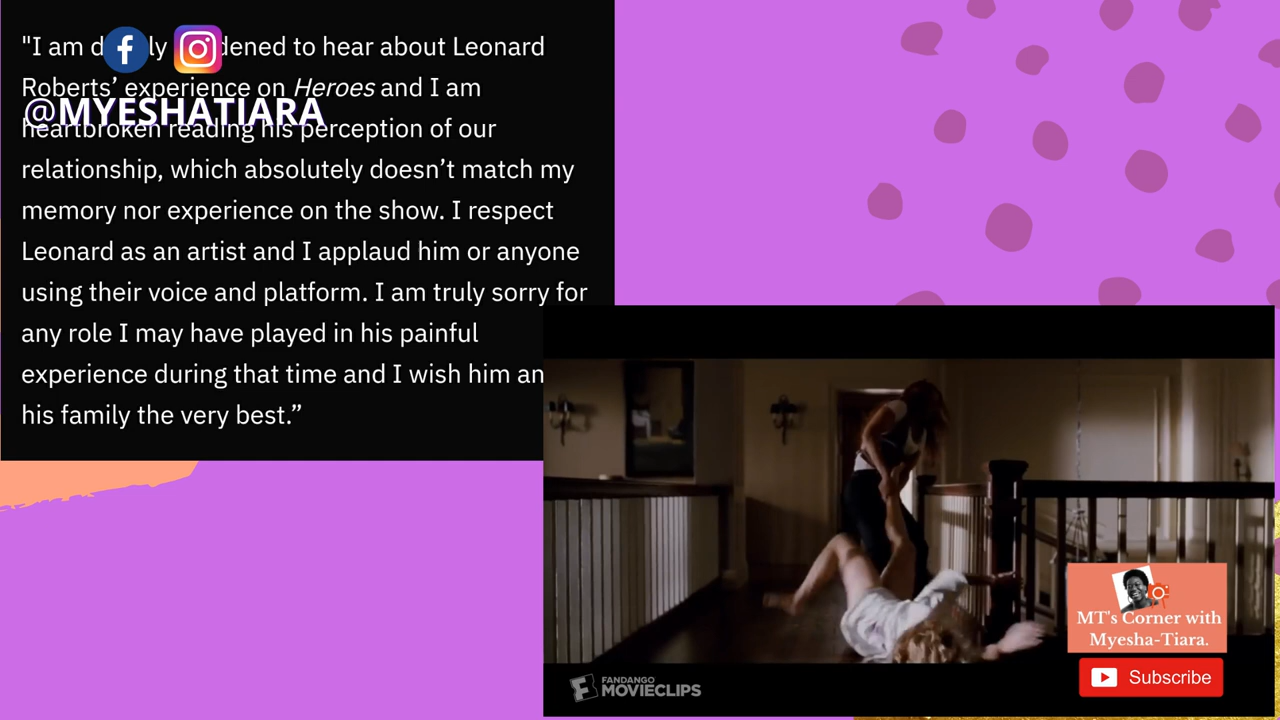 "I am d ly dened to hear about Leonard
Roberts’ experience on Heroes and I am
@MYESHATIARA
heartbroken reading his perception of our
relationship, which absolutely doesn’t match my
memory nor experience on the show. I respect
Leonard as an artist and I applaud him or anyone
using their voice and platform. I am truly sorry for
any role I may have played in his painful
experience during that time and I wish him an
his family the very best.”
FANDANGO
MOVIECLIPS
MT's Corner with
Myesha-Tiara.
Subscribe